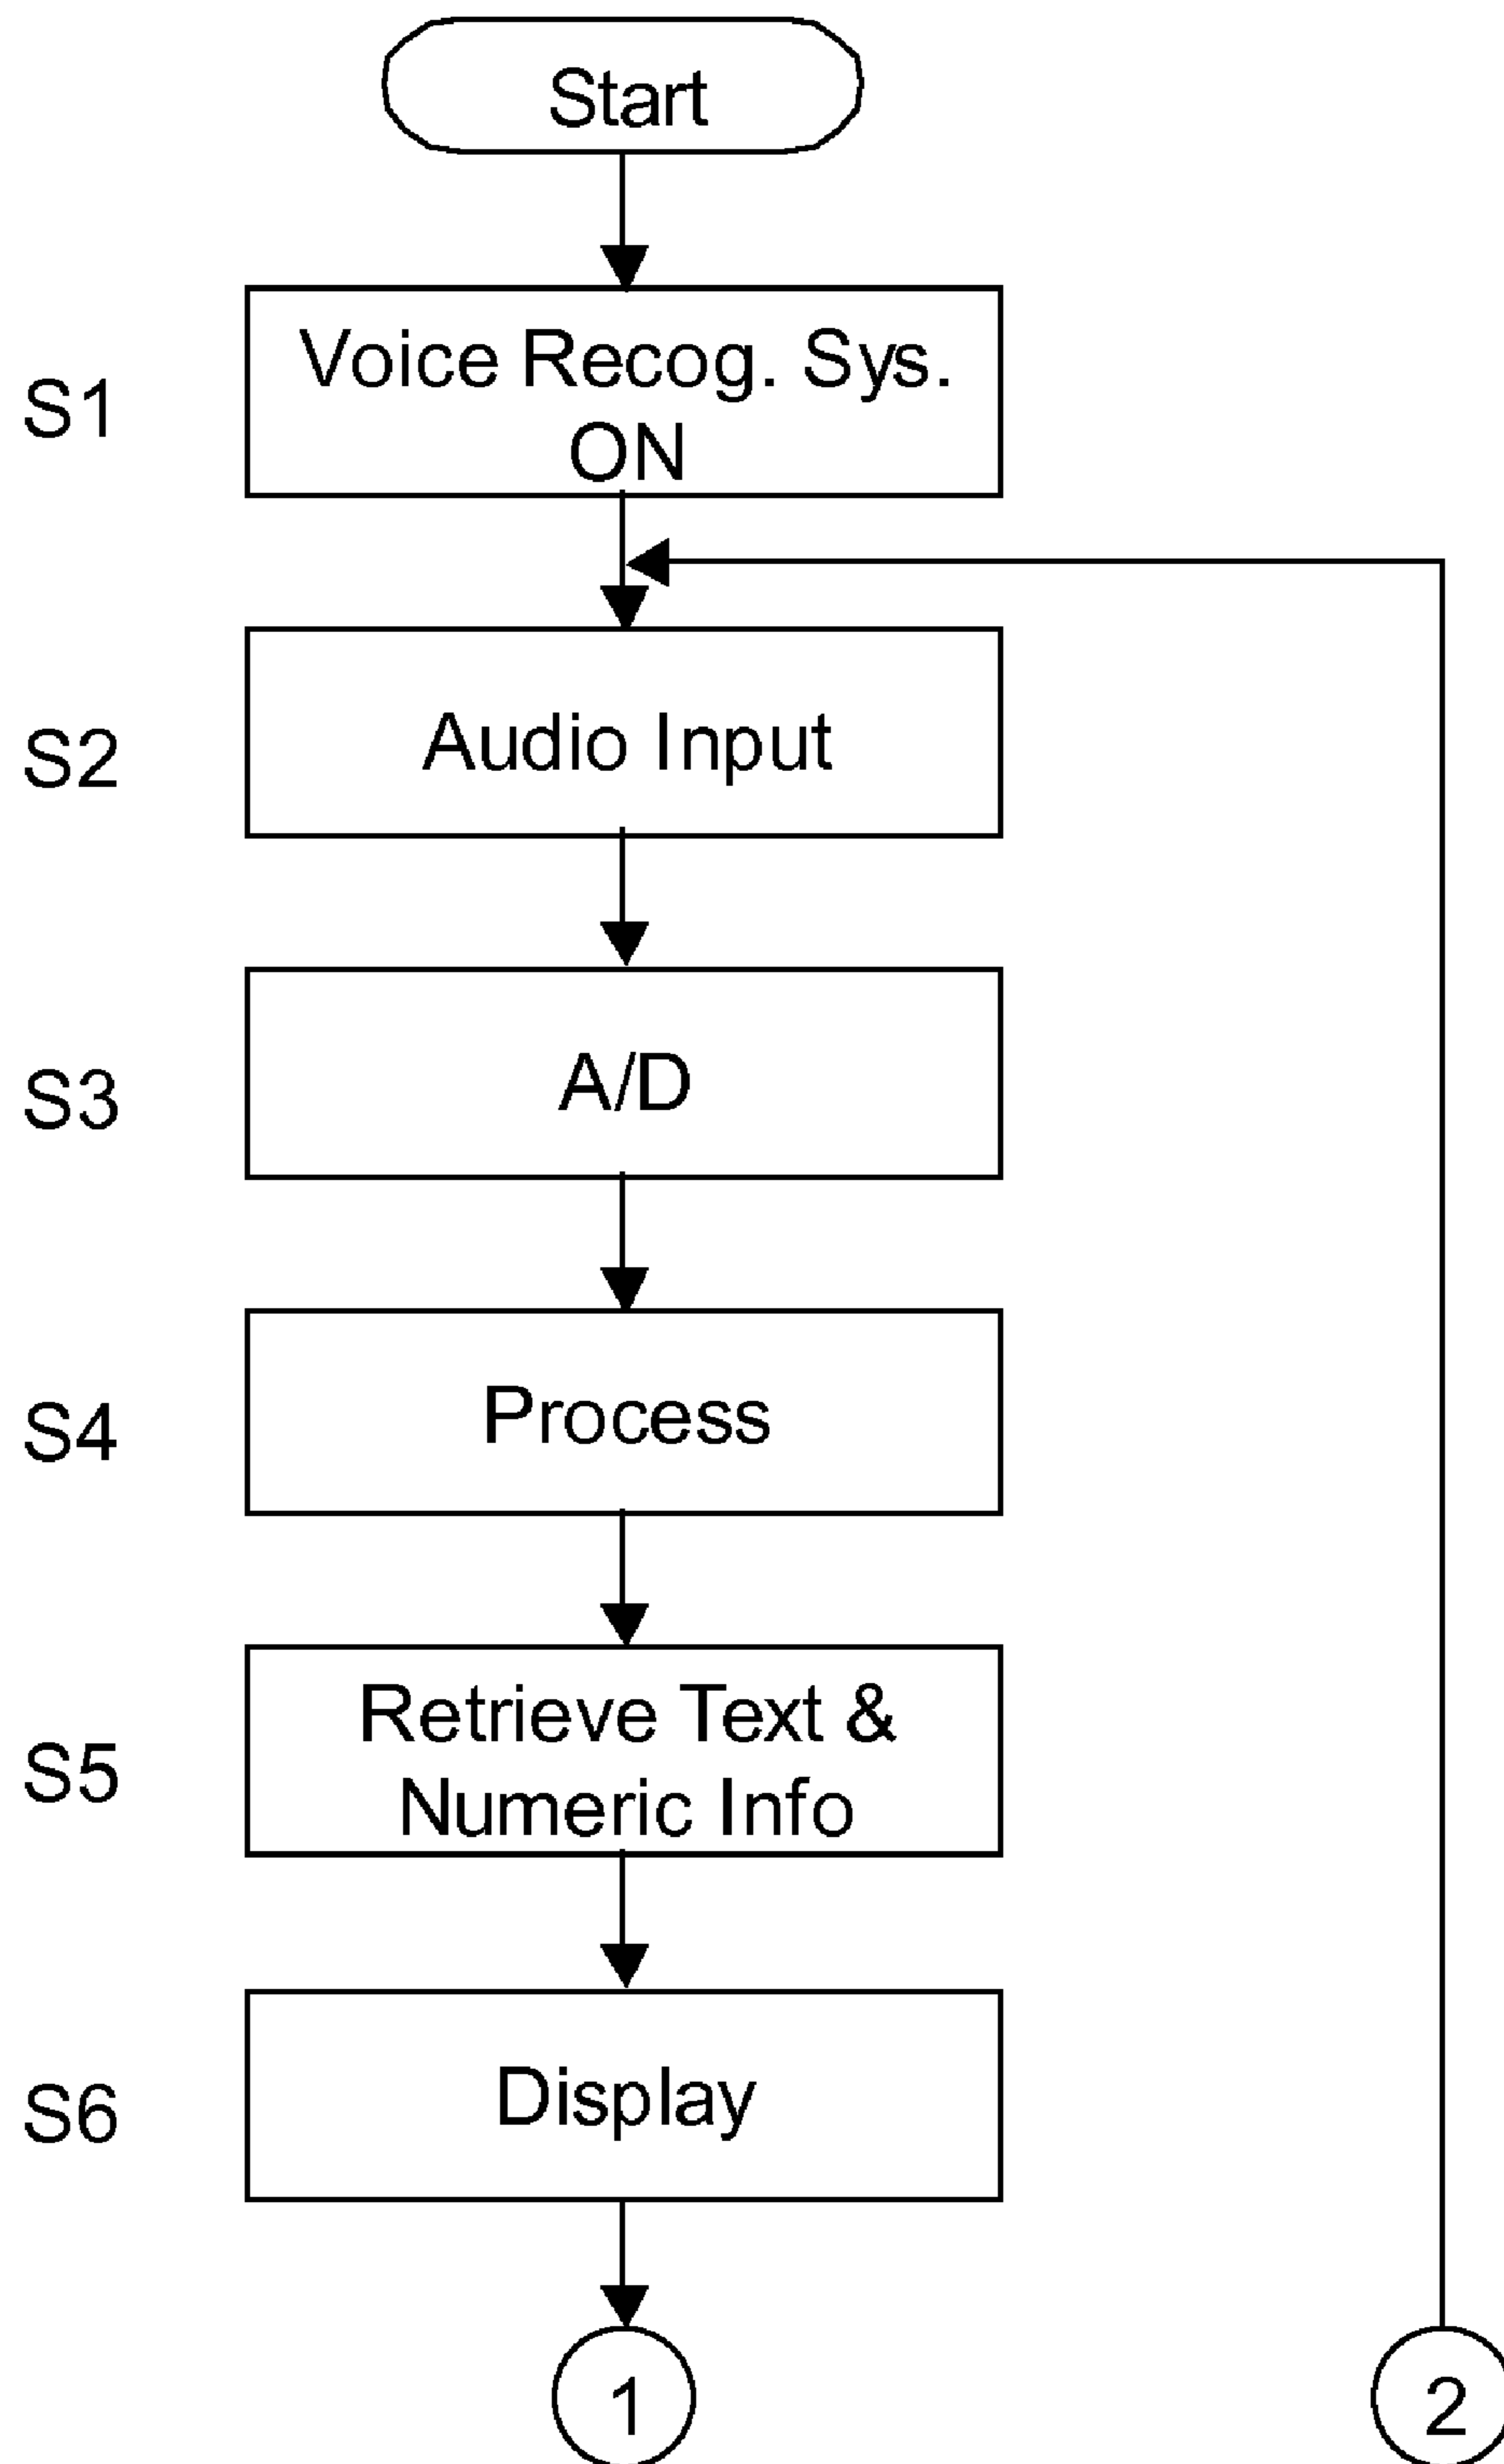 Start
S1
Voice Recog. Sys.
ON
S2
Audio Input
S3
A/D
S4
Process
S5
Retrieve Text &
Numeric Info
S6
Display
1
2